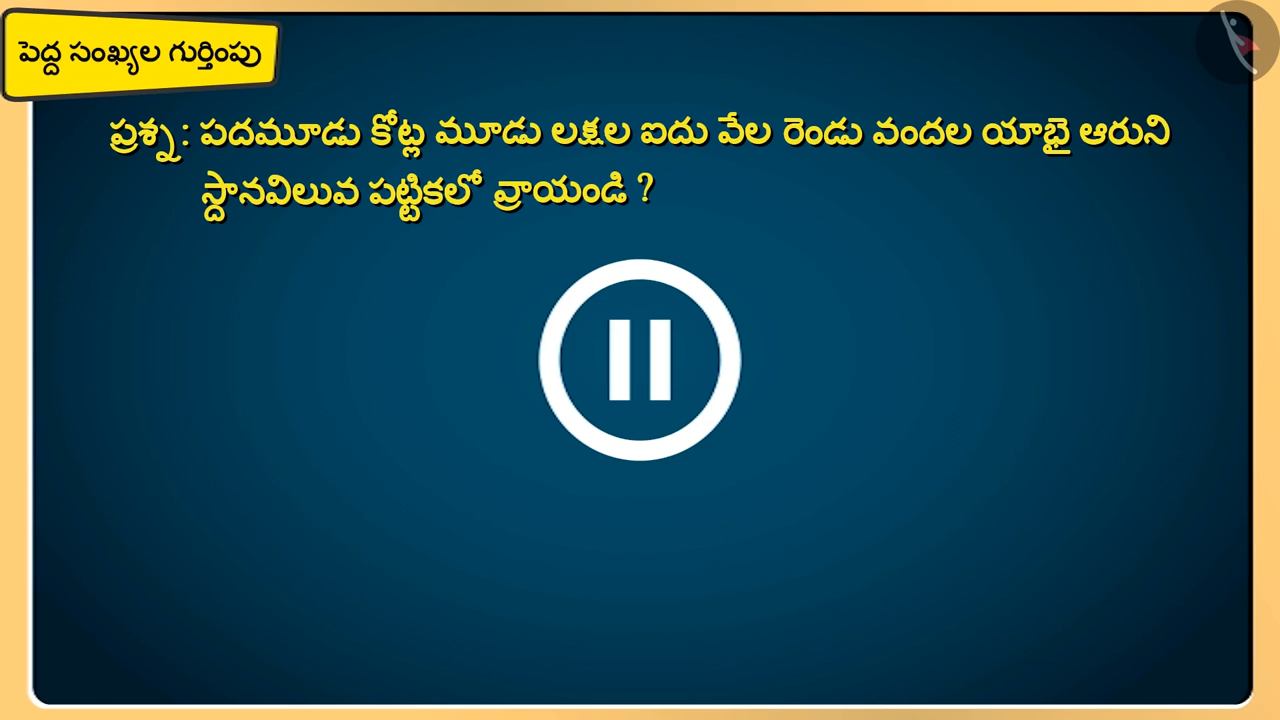 పెద్ద సంఖ్యల గుర్తింపు
ప్రశ్న: పదమూడు కోట్ల మూడు లక్షల ఐదు వేల రెండు వందల యాభై ఆరుని
స్దానవిలువ పట్టికలో వ్రాయండి ?